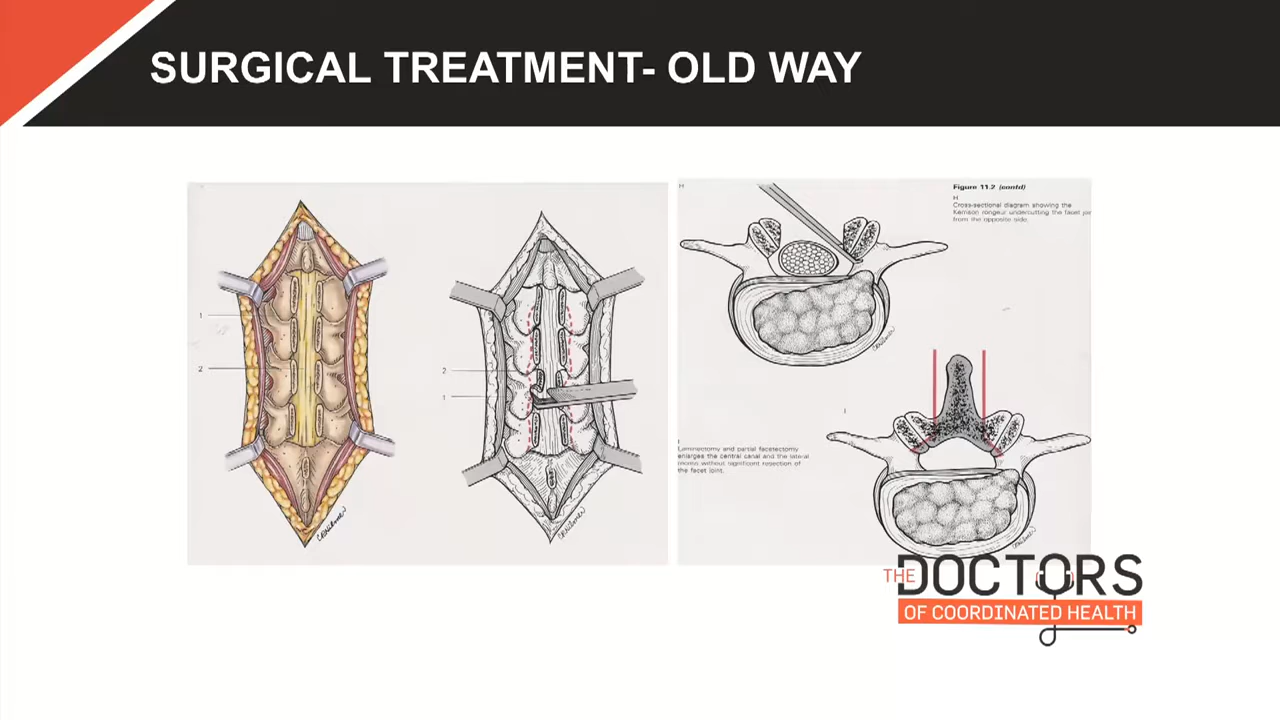 SURGICAL TREATMENT- OLD WAY
1
2
2
1
H
Figure 11.2 (contd)
H
Cross-sectional diagram showing the
Kerrison rongeur undercutting the facet
from the opposite side.
I
Laminectomy and partial facetectomy
enlarges the central canal and the lateral
without significant resection of
the facet joint.
THE DOCTORS
OF COORDINATED HEALTH